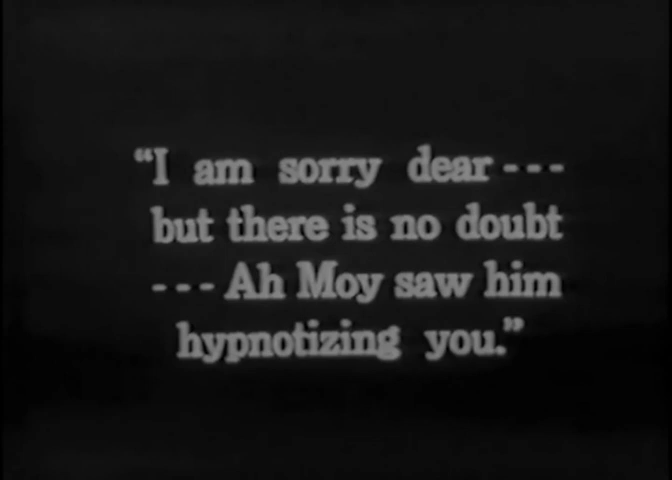 “I am sorry dear---
but there is no doubt
---Ah Moy saw him
hypnotizing you.”